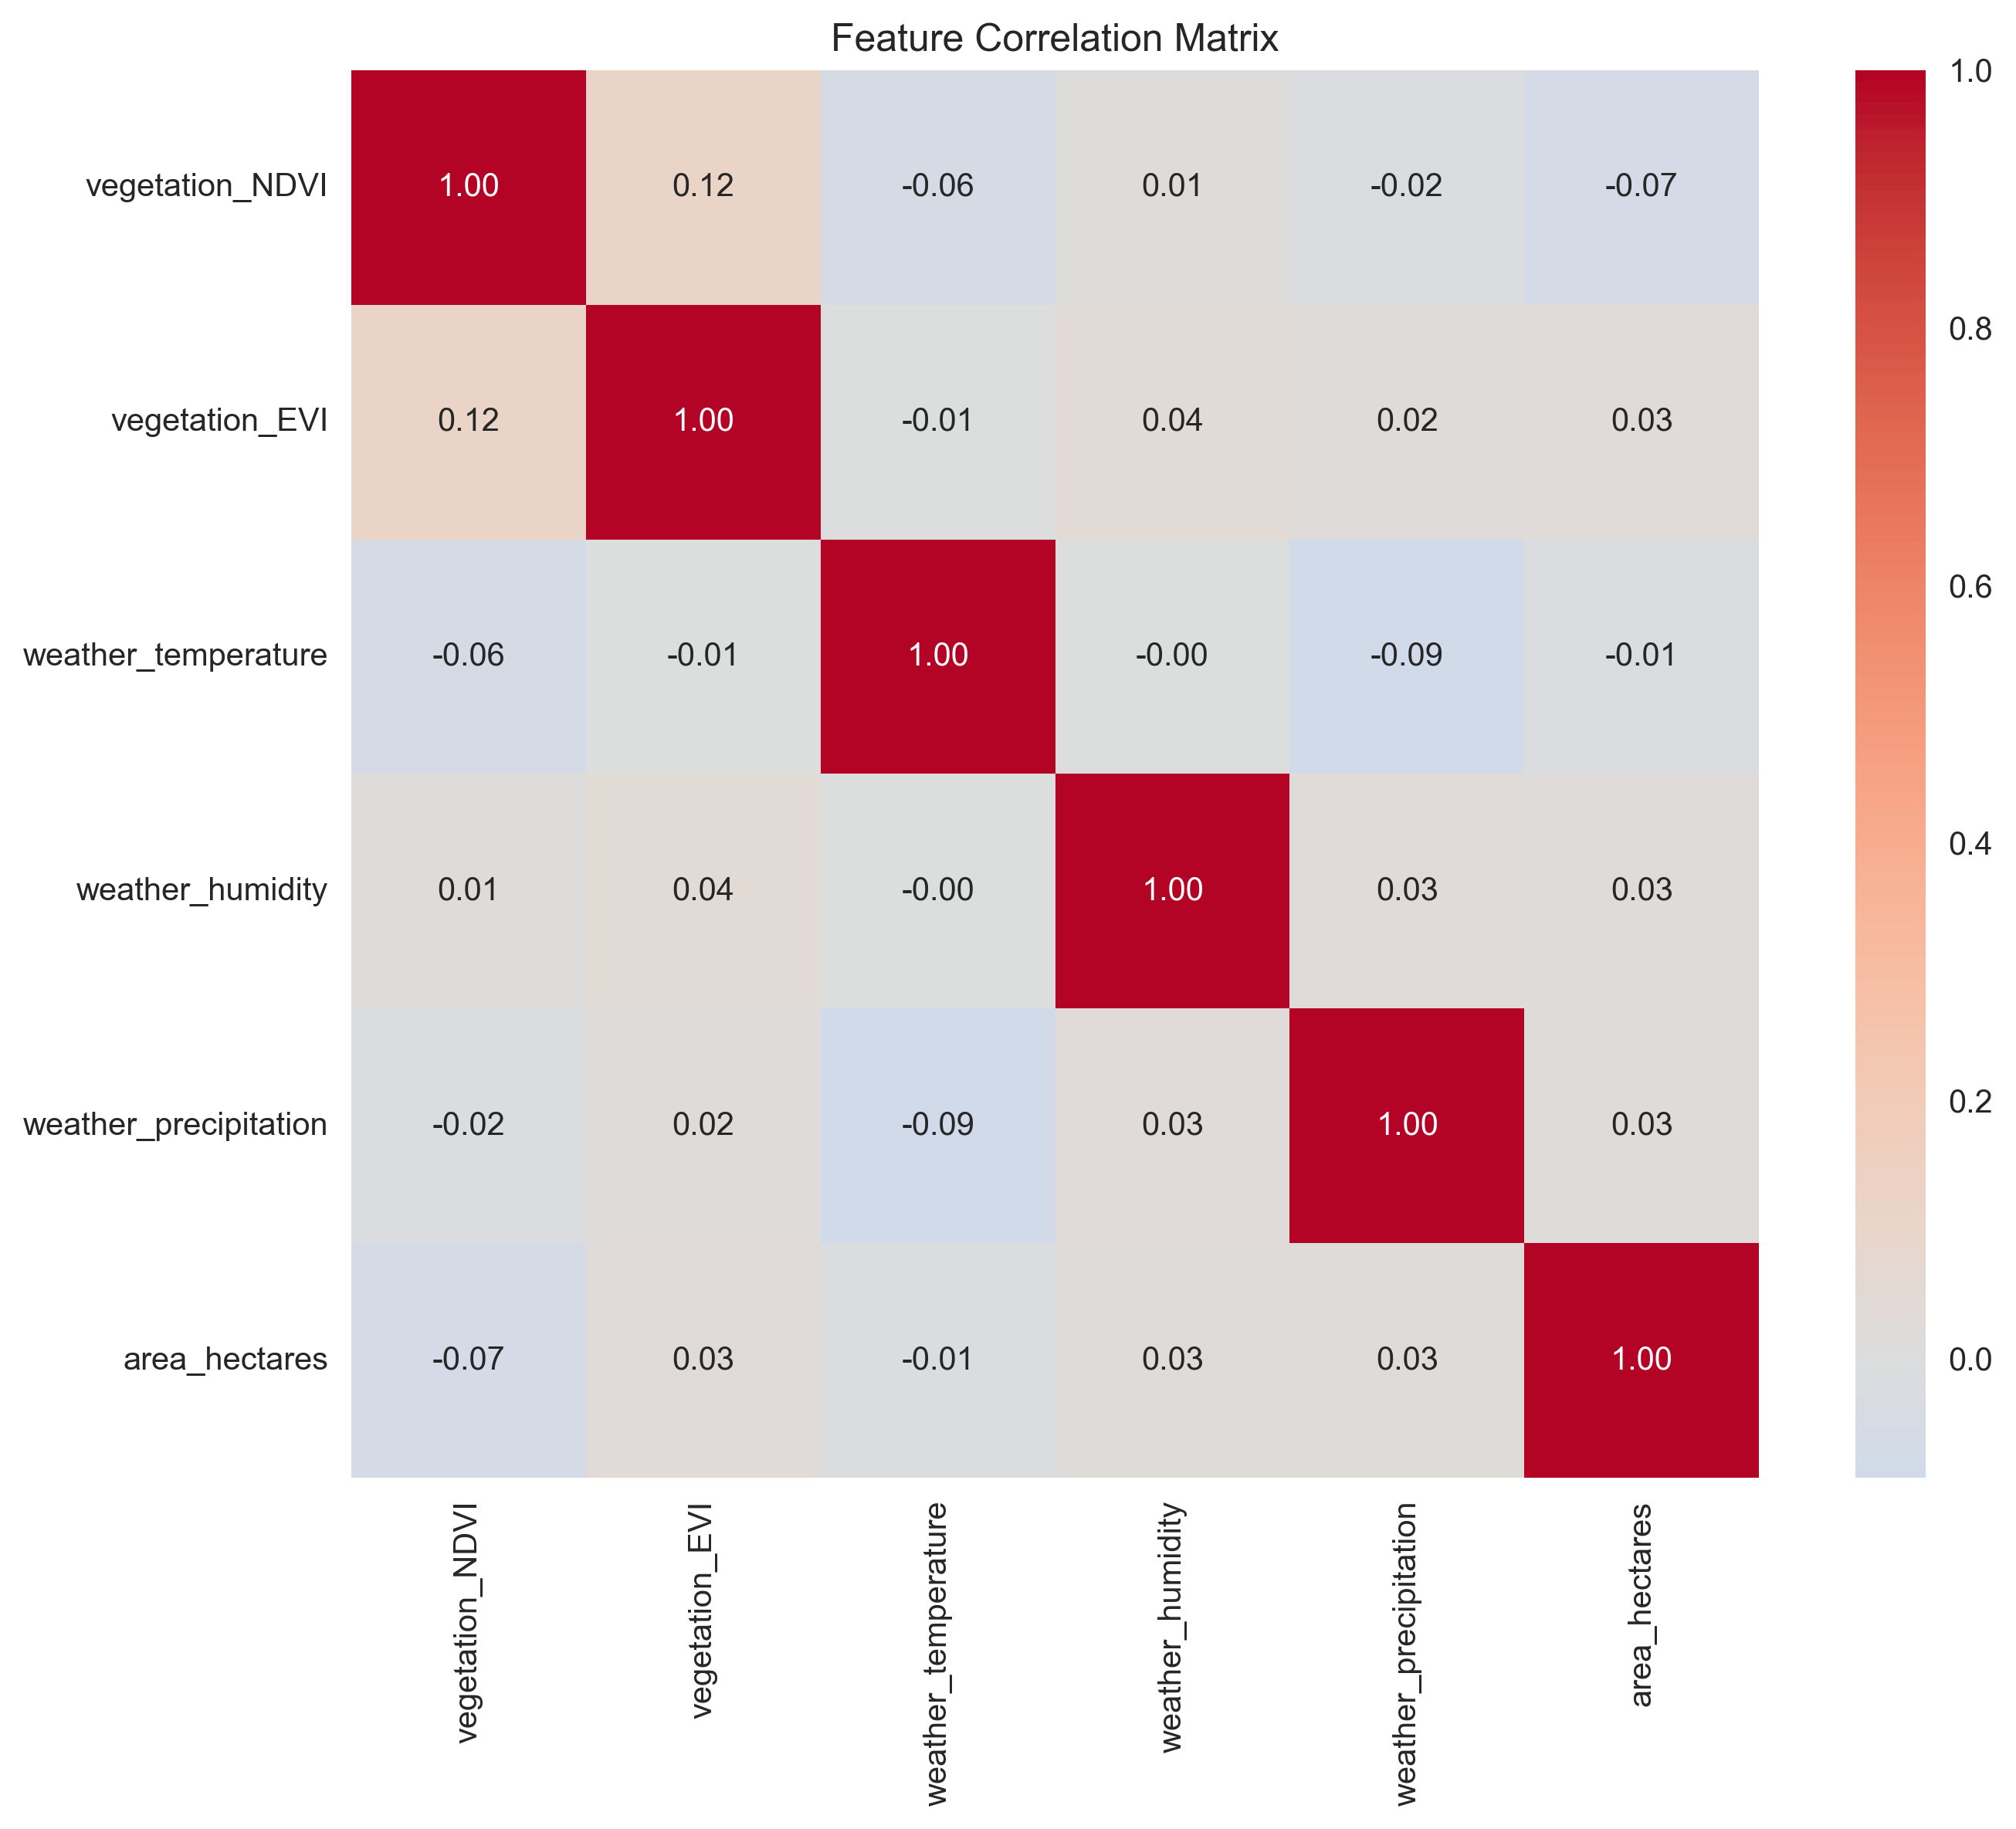 Feature Correlation Matrix
vegetation_NDVI 1.00 0.12 -0.06 0.01 -0.02 -0.07
vegetation_EVI 0.12 1.00 -0.01 0.04 0.02 0.03
weather_temperature -0.06 -0.01 1.00 -0.00 -0.09 -0.01
weather_humidity 0.01 0.04 -0.00 1.00 0.03 0.03
weather_precipitation -0.02 0.02 -0.09 0.03 1.00 0.03
area_hectares -0.07 0.03 -0.01 0.03 0.03 1.00
vegetation_NDVI
vegetation_EVI
weather_temperature
weather_humidity
weather_precipitation
area_hectares
1.0
0.8
0.6
0.4
0.2
0.0